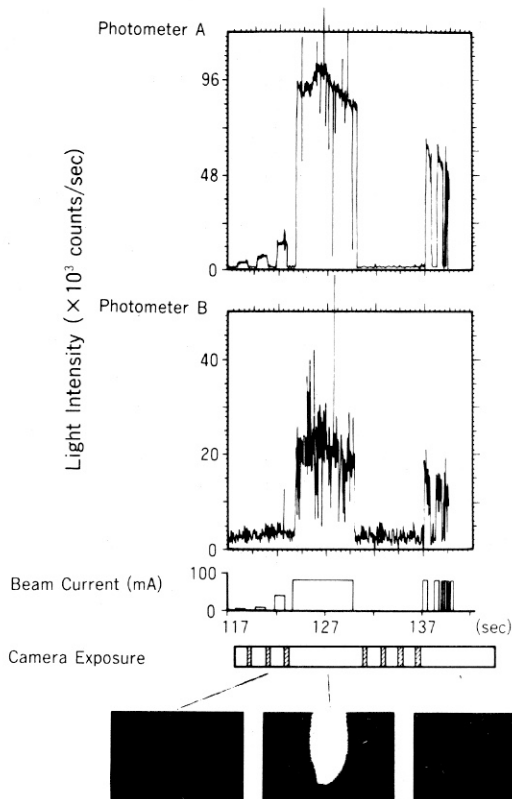 Photometer A
96
48
0
Light Intensity (×10³ counts/sec)
Photometer B
40
20
0
Beam Current (mA)
100
0
117
127
137
(sec)
Camera Exposure